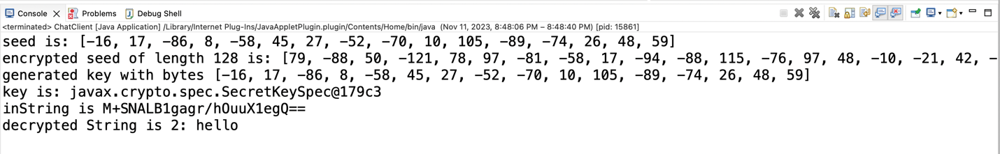 Console Problems Debug Shell
<terminated> ChatClient [Java Application] /Library/Internet Plug-Ins/JavaAppletPlugin.plugin/Contents/Home/bin/java (Nov 11, 2023, 8:48:06 PM – 8:48:40 PM) [pid: 15861]
seed is: [-16, 17, -86, 8, -58, 45, 27, -52, -70, 10, 105, -89, -74, 26, 48, 59]
encrypted seed of length 128 is: [79, -88, 50, -121, 78, 97, -81, -58, 17, -94, -88, 115, -76, 97, 48, -10, -21, 42, -
generated key with bytes [-16, 17, -86, 8, -58, 45, 27, -52, -70, 10, 105, -89, -74, 26, 48, 59]
key is: javax.crypto.spec.SecretKeySpec@179c3
inString is M+SNALB1gagr/hOuuX1egQ==
decrypted String is 2: hello